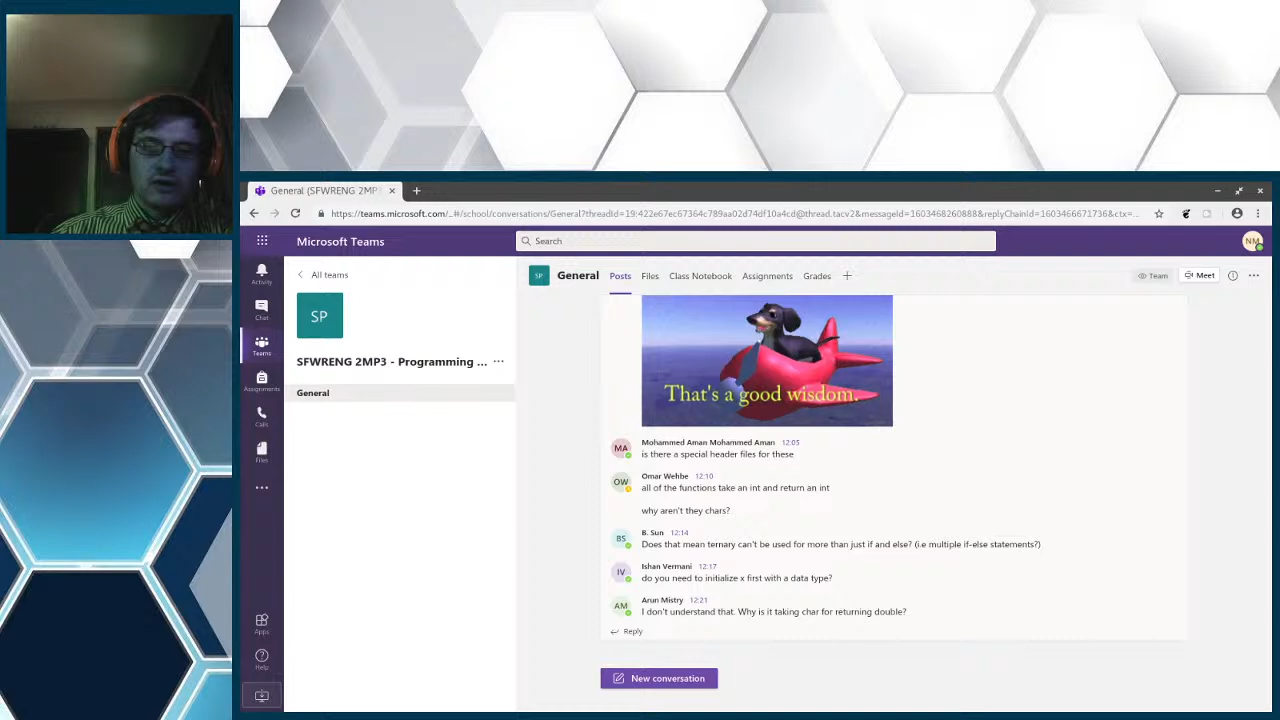 General (SFWRENG 2MP3
https://teams.microsoft.com/_#/school/conversations/General?threadId=19:422e67ec67364c789aa02d74df10a4cd@thread.tacv2&messageId=1603468260888&replyChainId=1603466671736&ctx=...
Microsoft Teams
Search
NM
Activity
Chat
Teams
Assignments
Calls
Files
Apps
Help
All teams
SP
SFWRENG 2MP3 - Programming ...
General
SP
General
Posts
Files
Class Notebook
Assignments
Grades
Team
Meet
That's a good wisdom.
MA
Mohammed Aman Mohammed Aman 12:05
is there a special header files for these
OW
Omar Wehbe 12:10
all of the functions take an int and return an int
why aren't they chars?
BS
B. Sun 12:14
Does that mean ternary can't be used for more than just if and else? (i.e multiple if-else statements?)
IV
Ishan Vermani 12:17
do you need to initialize x first with a data type?
AM
Arun Mistry 12:21
I don't understand that. Why is it taking char for returning double?
Reply
New conversation